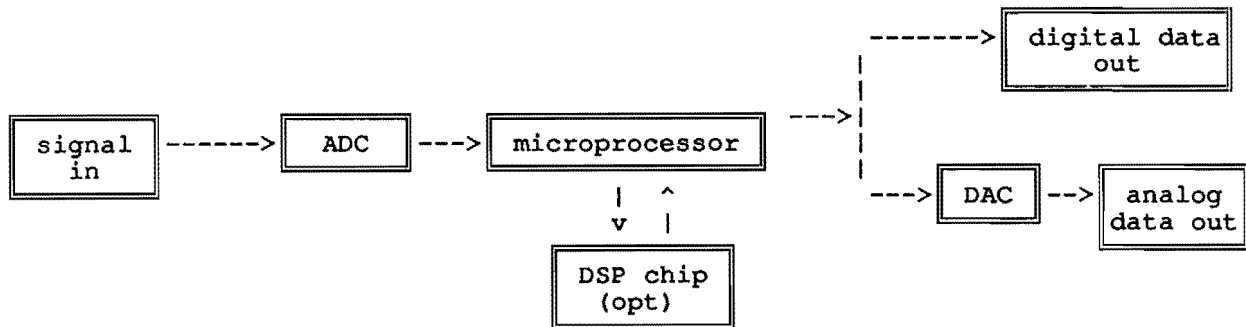 digital data
out
signal
in
ADC
microprocessor
DAC
analog
data out
DSP chip
(opt)